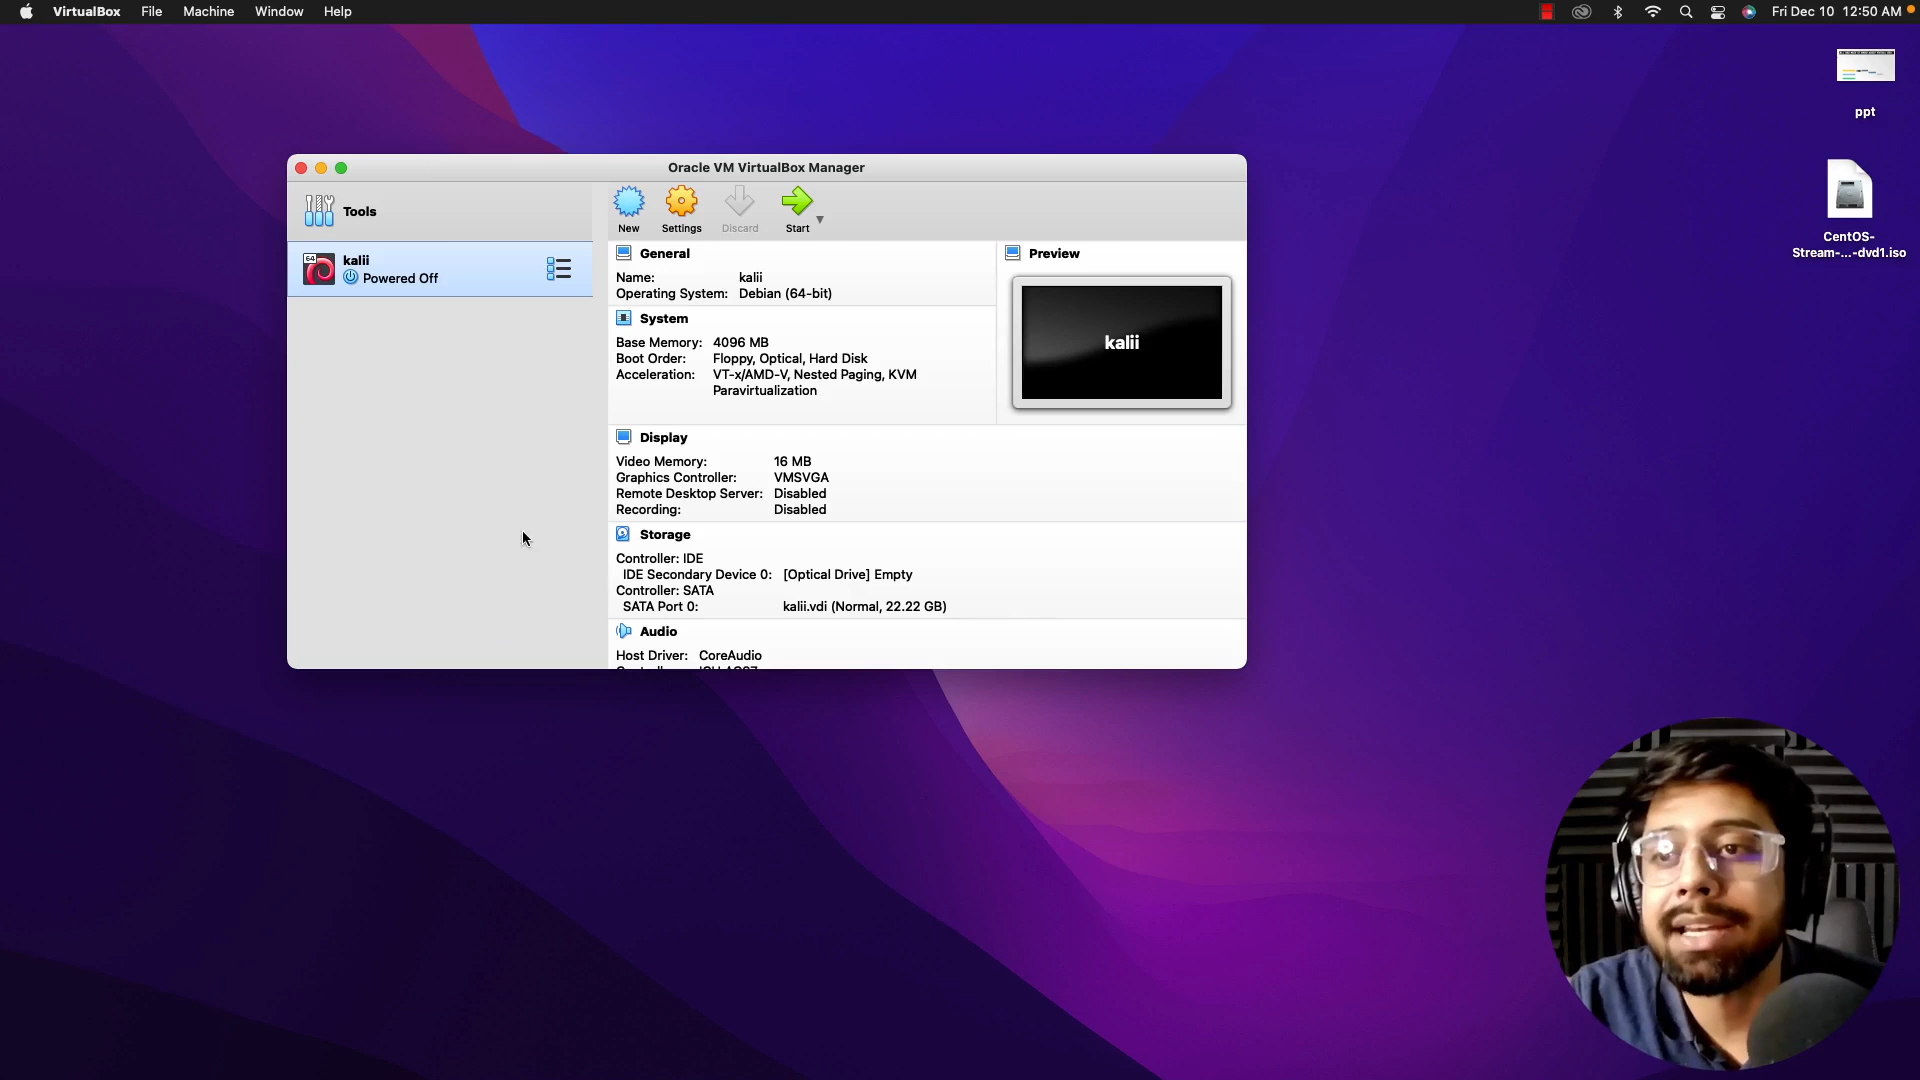 VirtualBox File Machine Window Help
Fri Dec 10 12:50 AM
ppt
CentOS-
Stream-...-dvd1.iso
Oracle VM VirtualBox Manager
Tools
New Settings Discard Start
64
kalii
Powered Off
General
Name: kalii
Operating System: Debian (64-bit)
System
Base Memory: 4096 MB
Boot Order: Floppy, Optical, Hard Disk
Acceleration: VT-x/AMD-V, Nested Paging, KVM
Paravirtualization
Preview
kalii
Display
Video Memory: 16 MB
Graphics Controller: VMSVGA
Remote Desktop Server: Disabled
Recording: Disabled
Storage
Controller: IDE
IDE Secondary Device 0: [Optical Drive] Empty
Controller: SATA
SATA Port 0: kalii.vdi (Normal, 22.22 GB)
Audio
Host Driver: CoreAudio